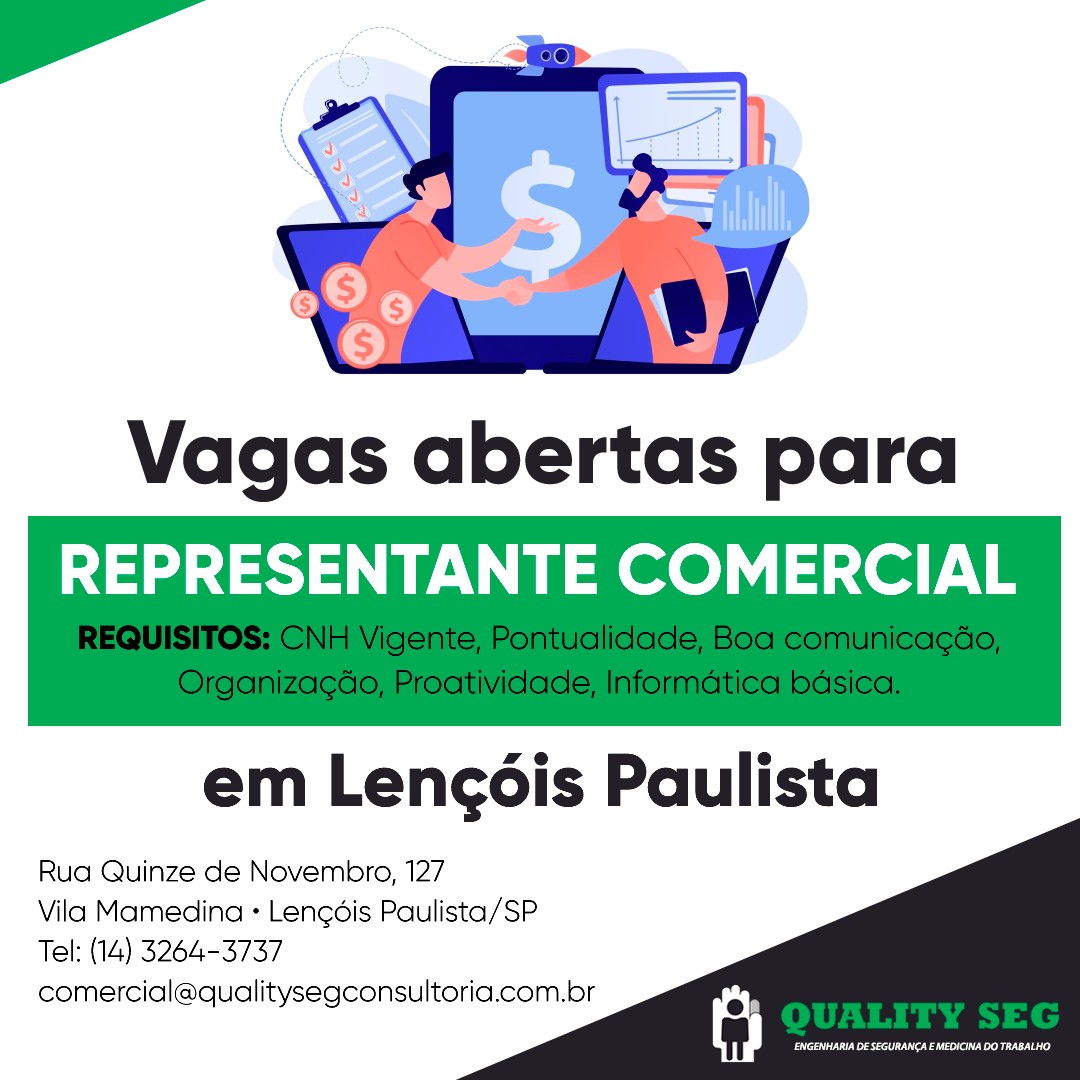 Vagas abertas para
REPRESENTANTE COMERCIAL
REQUISITOS: CNH Vigente, Pontualidade, Boa comunicação,
Organização, Proatividade, Informática básica.
em Lençóis Paulista
Rua Quinze de Novembro, 127
Vila Mamedina • Lençóis Paulista/SP
Tel: (14) 3264-3737
comercial@qualitysegconsultoria.com.br
QUALITY SEG
ENGENHARIA DE SEGURANÇA E MEDICINA DO TRABALHO